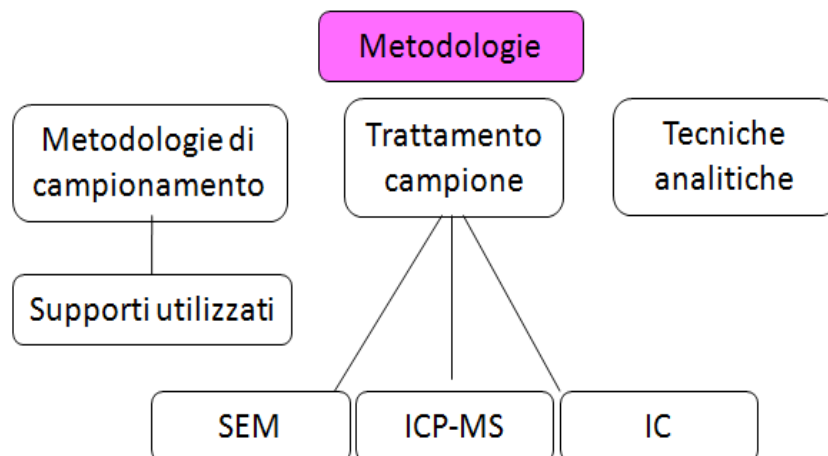 Metodologie
Metodologie di
campionamento
Trattamento
campione
Tecniche
analitiche
Supporti utilizzati
SEM
ICP-MS
IC